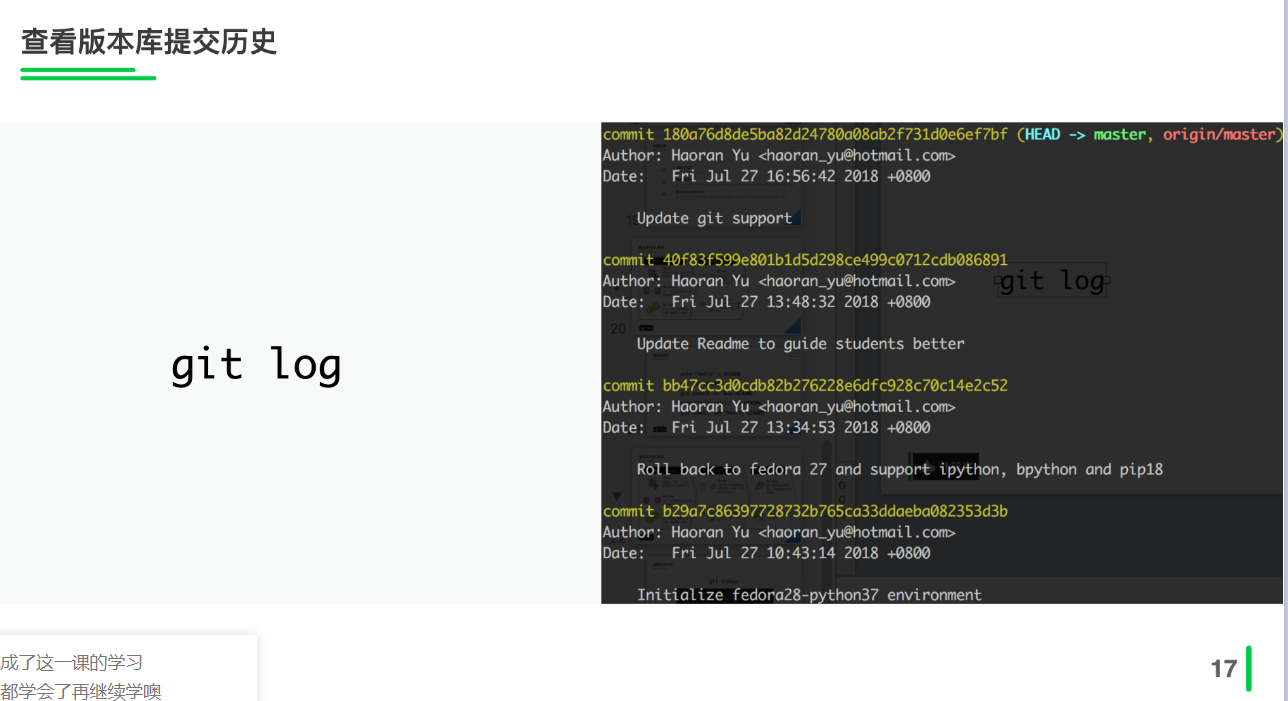 查看版本库提交历史
git log
commit 180a76d8de5ba82d24780a08ab2f731d0e6ef7bf (HEAD -> master, origin/master)
Author: Haoran Yu <haoran_yu@hotmail.com>
Date:   Fri Jul 27 16:56:42 2018 +0800
Update git support
commit 40f83f599e801b1d5d298ce499c0712cdb086891
Author: Haoran Yu <haoran_yu@hotmail.com>
Date:   Fri Jul 27 13:48:32 2018 +0800
Update Readme to guide students better
commit bb47cc3d0cdb82b276228e6dfc928c70c14e2c52
Author: Haoran Yu <haoran_yu@hotmail.com>
Date:   Fri Jul 27 13:34:53 2018 +0800
Roll back to fedora 27 and support ipython, bpython and pip18
commit b29a7c86397728732b765ca33ddaeba082353d3b
Author: Haoran Yu <haoran_yu@hotmail.com>
Date:   Fri Jul 27 10:43:14 2018 +0800
Initialize fedora28-python37 environment
git log
20
成了这一课的学习
都学会了再继续学噢
17